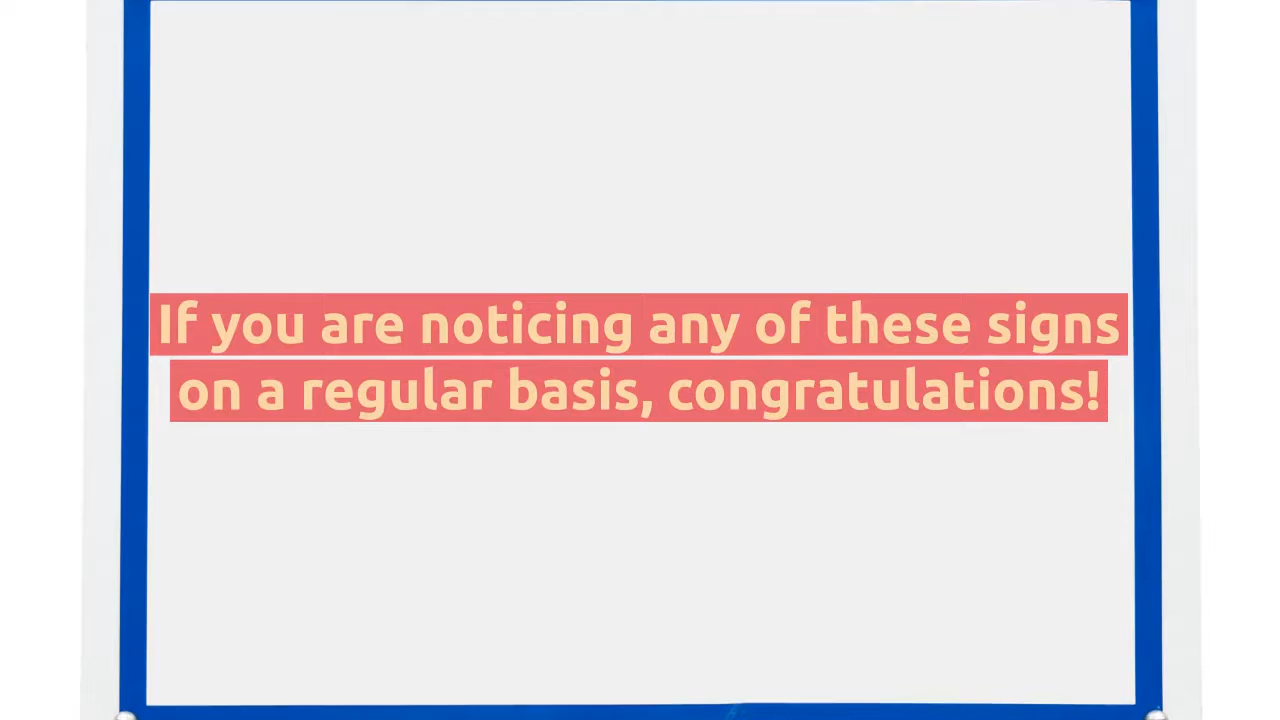 If you are noticing any of these signs
on a regular basis, congratulations!